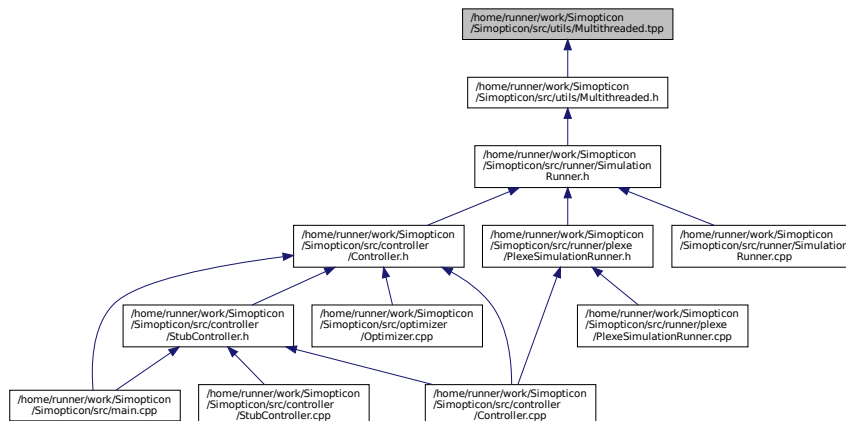 /home/runner/work/Simopticon
/Simopticon/src/utils/Multithreaded.tpp
/home/runner/work/Simopticon
/Simopticon/src/utils/Multithreaded.h
/home/runner/work/Simopticon
/Simopticon/src/runner/Simulation
Runner.h
/home/runner/work/Simopticon
/Simopticon/src/controller
/Controller.h
/home/runner/work/Simopticon
/Simopticon/src/runner/plexe
/PlexeSimulationRunner.h
/home/runner/work/Simopticon
/Simopticon/src/runner/Simulation
Runner.cpp
/home/runner/work/Simopticon
/Simopticon/src/controller
/StubController.h
/home/runner/work/Simopticon
/Simopticon/src/optimizer
/Optimizer.cpp
/home/runner/work/Simopticon
/Simopticon/src/runner/plexe
/PlexeSimulationRunner.cpp
/home/runner/work/Simopticon
/Simopticon/src/main.cpp
/home/runner/work/Simopticon
/Simopticon/src/controller
/StubController.cpp
/home/runner/work/Simopticon
/Simopticon/src/controller
/Controller.cpp